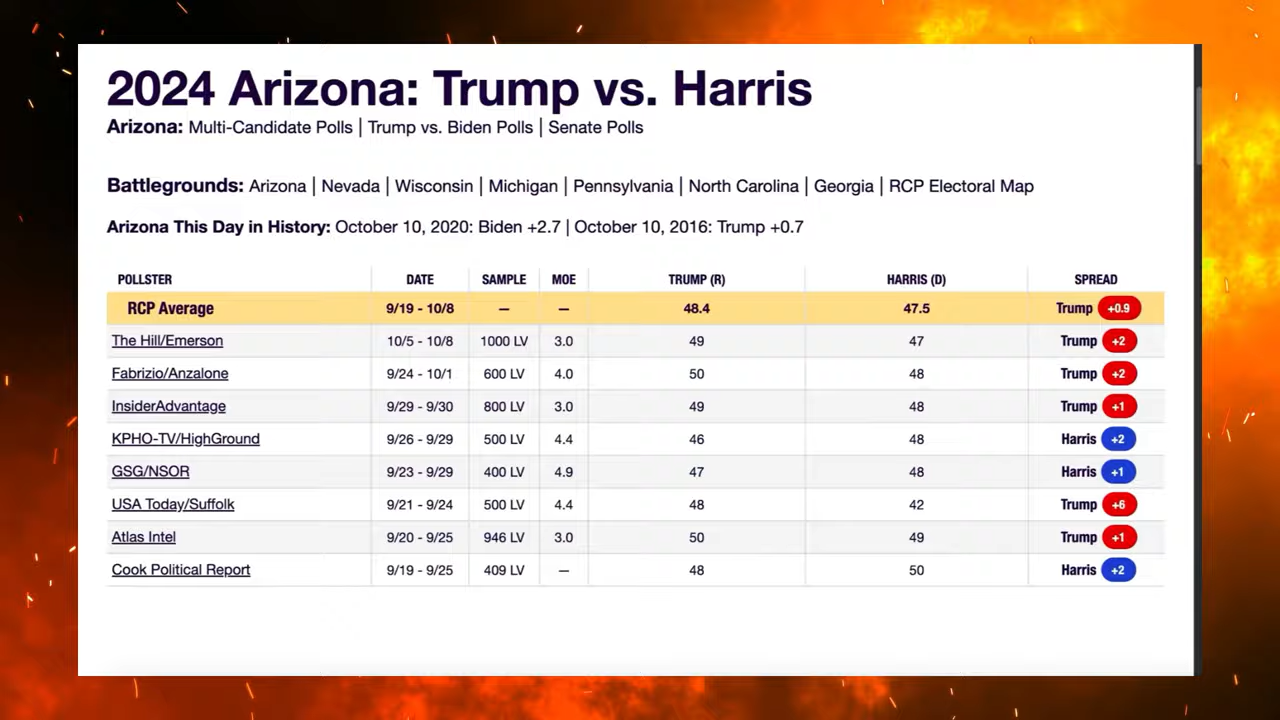 2024 Arizona: Trump vs. Harris
Arizona: Multi-Candidate Polls | Trump vs. Biden Polls | Senate Polls
Battlegrounds: Arizona | Nevada | Wisconsin | Michigan | Pennsylvania | North Carolina | Georgia | RCP Electoral Map
Arizona This Day in History: October 10, 2020: Biden +2.7 | October 10, 2016: Trump +0.7
POLLSTER DATE SAMPLE MOE TRUMP (R) HARRIS (D) SPREAD
RCP Average 9/19 - 10/8 — — 48.4 47.5 Trump +0.9
The Hill/Emerson 10/5 - 10/8 1000 LV 3.0 49 47 Trump +2
Fabrizio/Anzalone 9/24 - 10/1 600 LV 4.0 50 48 Trump +2
InsiderAdvantage 9/29 - 9/30 800 LV 3.0 49 48 Trump +1
KPHO-TV/HighGround 9/26 - 9/29 500 LV 4.4 46 48 Harris +2
GSG/NSOR 9/23 - 9/29 400 LV 4.9 47 48 Harris +1
USA Today/Suffolk 9/21 - 9/24 500 LV 4.4 48 42 Trump +6
Atlas Intel 9/20 - 9/25 946 LV 3.0 50 49 Trump +1
Cook Political Report 9/19 - 9/25 409 LV — 48 50 Harris +2